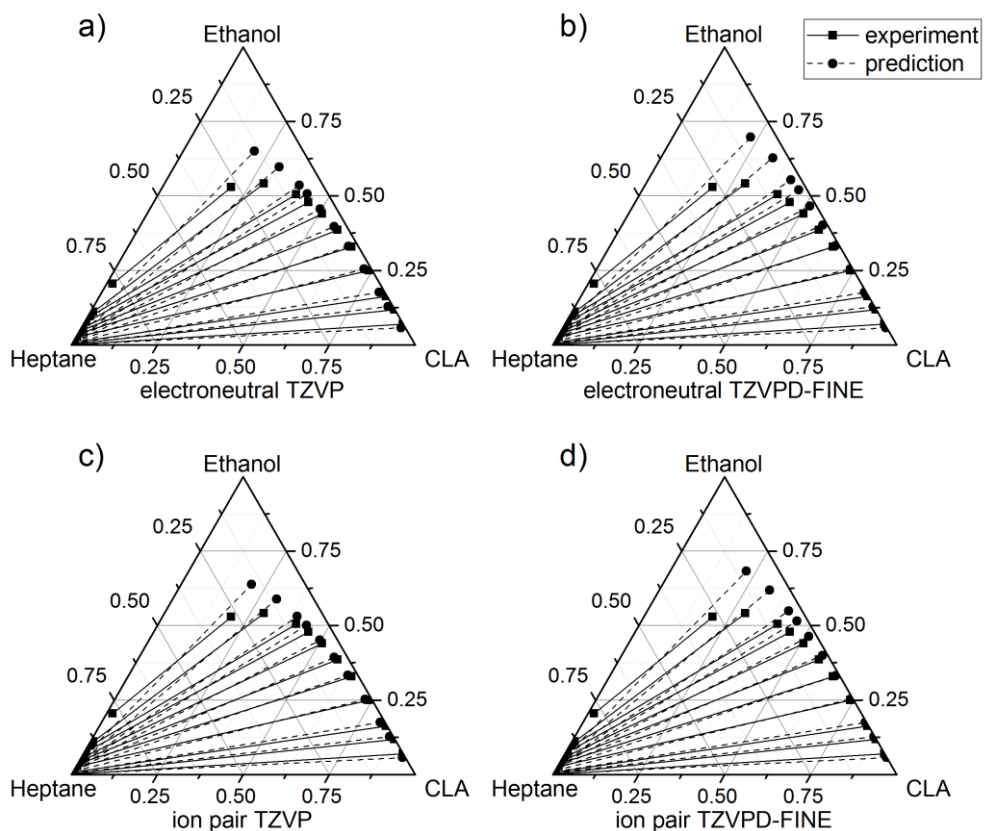 a)
Ethanol
0.25
0.50
0.75
0.75
0.50
0.25
Heptane
0.25
0.50
0.75
CLA
electroneutral TZVP
b)
Ethanol
experiment
prediction
0.25
0.50
0.75
0.75
0.50
0.25
Heptane
0.25
0.50
0.75
CLA
electroneutral TZVPD-FINE
c)
Ethanol
0.25
0.50
0.75
0.75
0.50
0.25
Heptane
0.25
0.50
0.75
CLA
ion pair TZVP
d)
Ethanol
0.25
0.50
0.75
0.75
0.50
0.25
Heptane
0.25
0.50
0.75
CLA
ion pair TZVPD-FINE